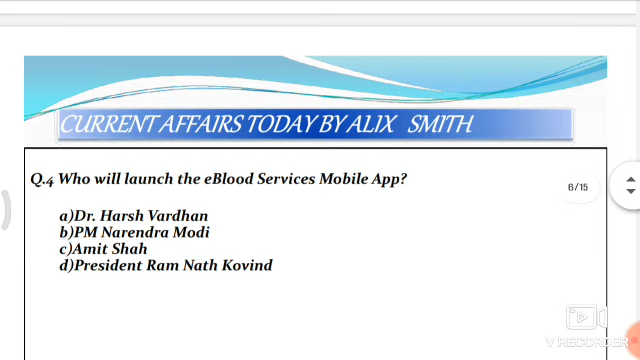 CURRENT AFFAIRS TODAY BY ALIX SMITH
Q.4 Who will launch the eBlood Services Mobile App?
6/15
a)Dr. Harsh Vardhan
b)PM Narendra Modi
c)Amit Shah
d)President Ram Nath Kovind
V RECORDER